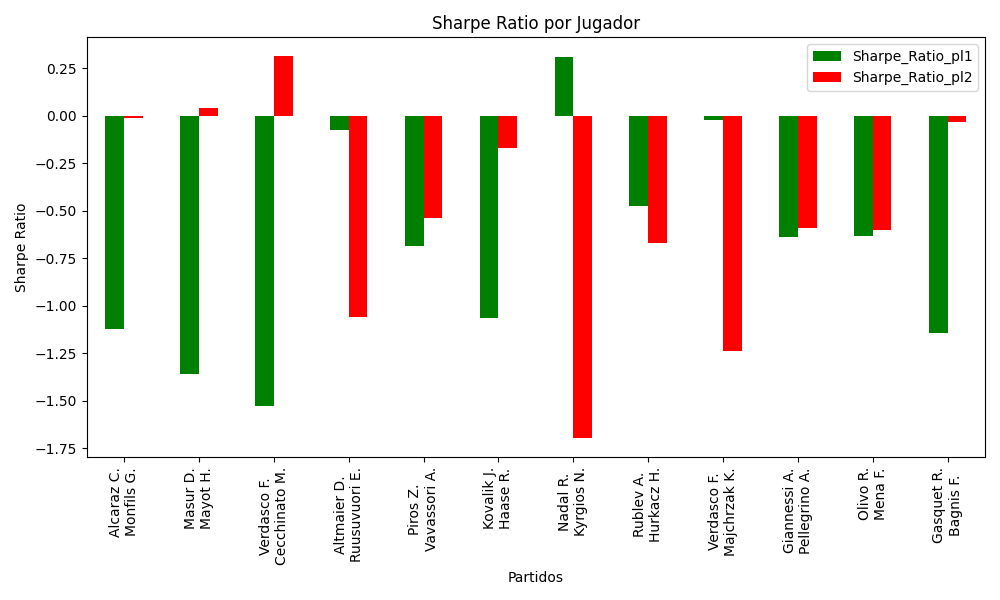 Sharpe Ratio por Jugador
Sharpe_Ratio_pl1
Sharpe_Ratio_pl2
Sharpe Ratio
0.25
0.00
−0.25
−0.50
−0.75
−1.00
−1.25
−1.50
−1.75
Alcaraz C.
Monfils G.
Masur D.
Mayot H.
Verdasco F.
Cecchinato M.
Altmaier D.
Ruusuvuori E.
Piros Z.
Vavassori A.
Kovalik J.
Haase R.
Nadal R.
Kyrgios N.
Rublev A.
Hurkacz H.
Verdasco F.
Majchrzak K.
Giannessi A.
Pellegrino A.
Olivo R.
Mena F.
Gasquet R.
Bagnis F.
Partidos